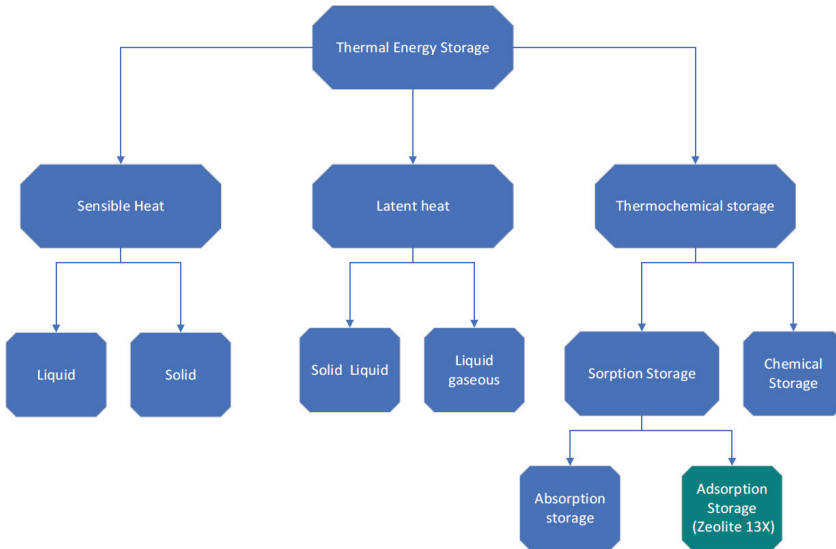 Thermal Energy Storage
Sensible Heat
Latent heat
Thermochemical storage
Liquid
Solid
Solid Liquid
Liquid
gaseous
Sorption Storage
Chemical
Storage
Absorption
storage
Adsorption
Storage
(Zeolite 13X)